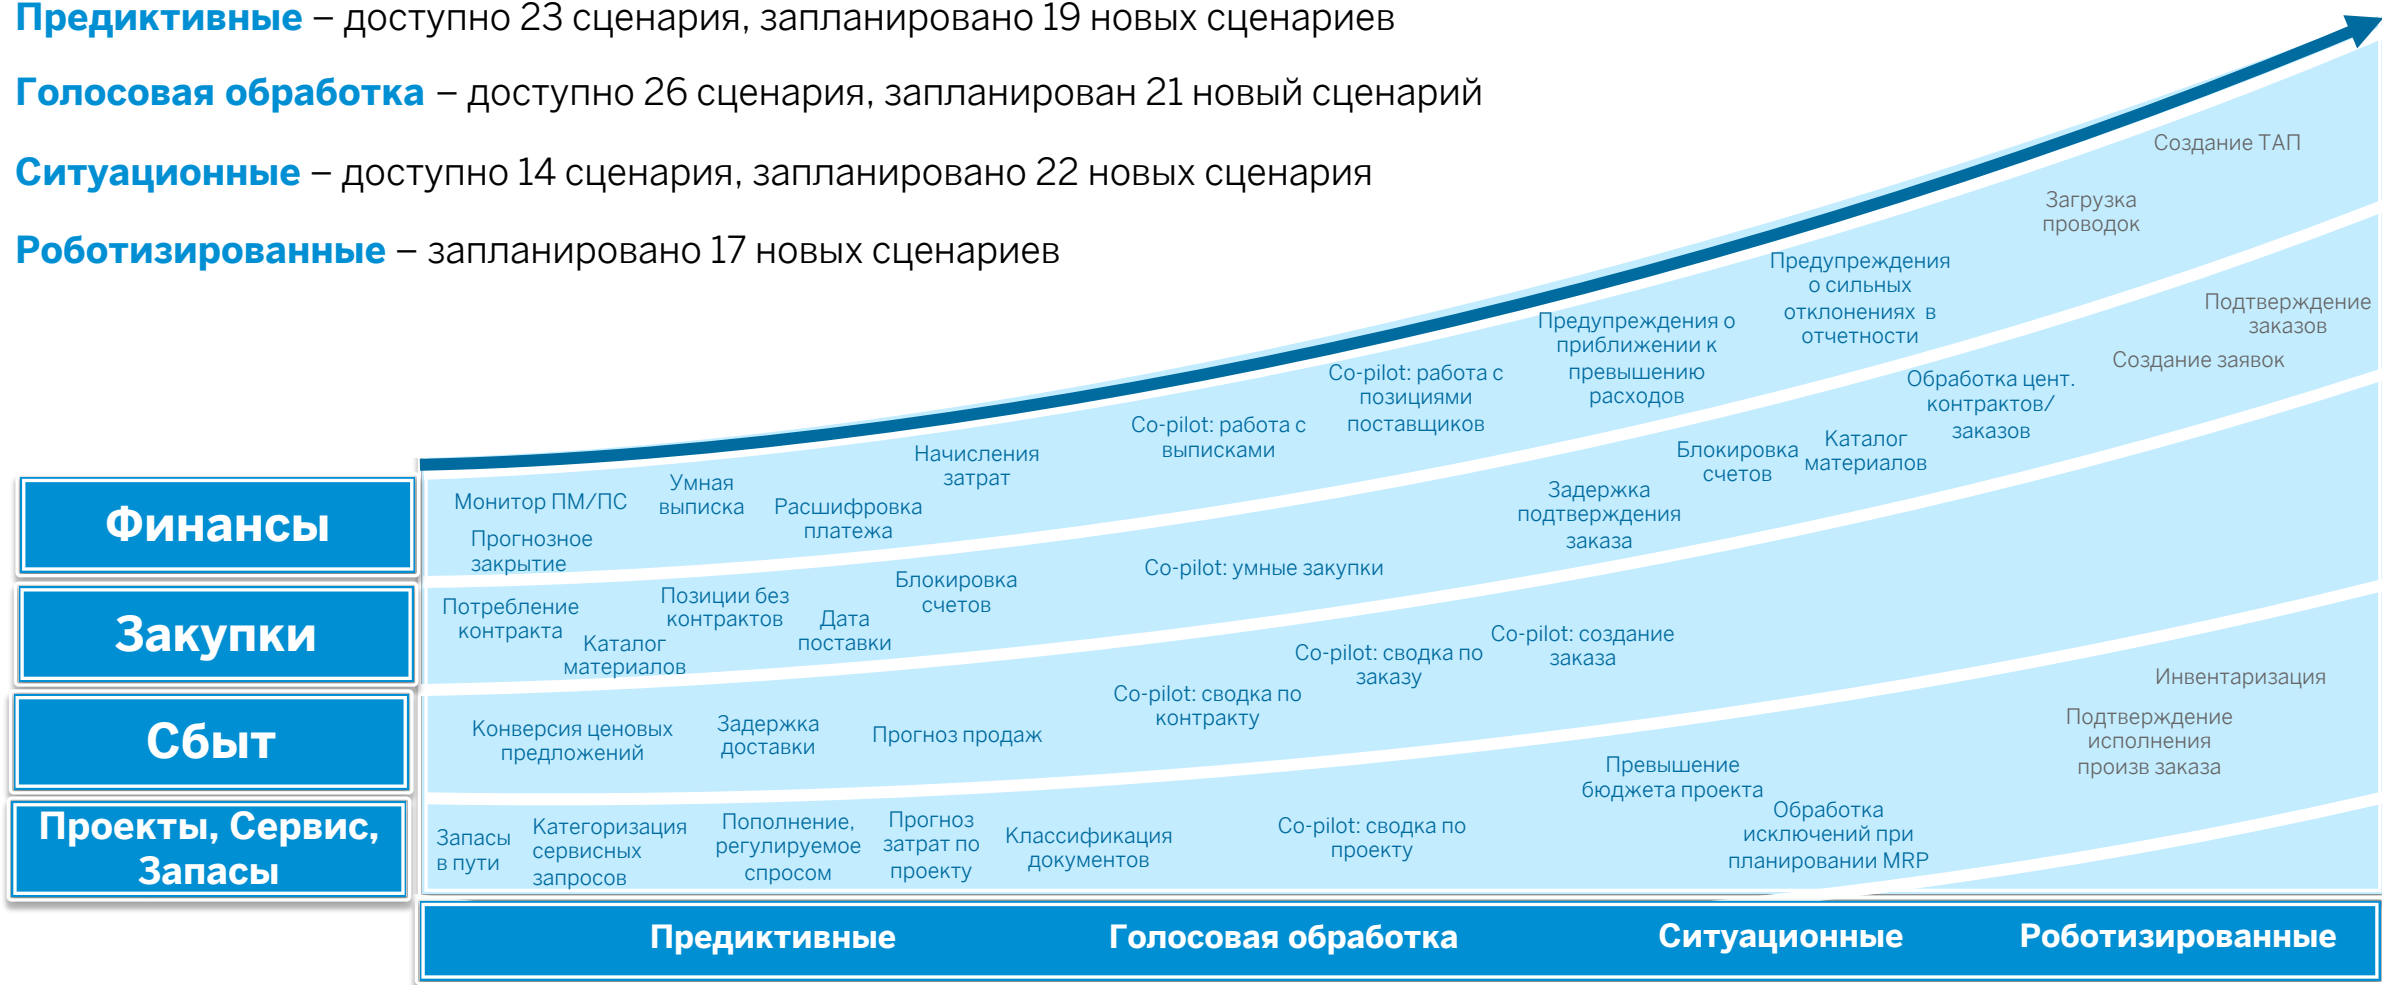 Предиктивные – доступно 23 сценария, запланировано 19 новых сценариев
Голосовая обработка – доступно 26 сценария, запланирован 21 новый сценарий
Ситуационные – доступно 14 сценария, запланировано 22 новых сценария
Роботизированные – запланировано 17 новых сценариев
Финансы
Монитор ПМ/ПС
Прогнозное
закрытие
Умная
выписка
Расшифровка
платежа
Начисления
затрат
Co-pilot: работа с
выписками
Co-pilot: работа с
позициями
поставщиков
Предупреждения о
приближении к
превышению
расходов
Предупреждения
о сильных
отклонениях в
отчетности
Загрузка
проводок
Создание ТАП
Закупки
Потребление
контракта
Каталог
материалов
Позиции без
контрактов
Дата
поставки
Блокировка
счетов
Co-pilot: умные закупки
Задержка
подтверждения
заказа
Блокировка
счетов
Каталог
материалов
Обработка цент.
контрактов/
заказов
Создание заявок
Подтверждение
заказов
Сбыт
Конверсия ценовых
предложений
Задержка
доставки
Прогноз продаж
Co-pilot: сводка по
контракту
Co-pilot: сводка по
заказу
Co-pilot: создание
заказа
Проекты, Сервис,
Запасы
Запасы
в пути
Категоризация
сервисных
запросов
Пополнение,
регулируемое
спросом
Прогноз
затрат по
проекту
Классификация
документов
Co-pilot: сводка по
проекту
Превышение
бюджета проекта
Обработка
исключений при
планировании MRP
Подтверждение
исполнения
произв заказа
Инвентаризация
Предиктивные
Голосовая обработка
Ситуационные
Роботизированные